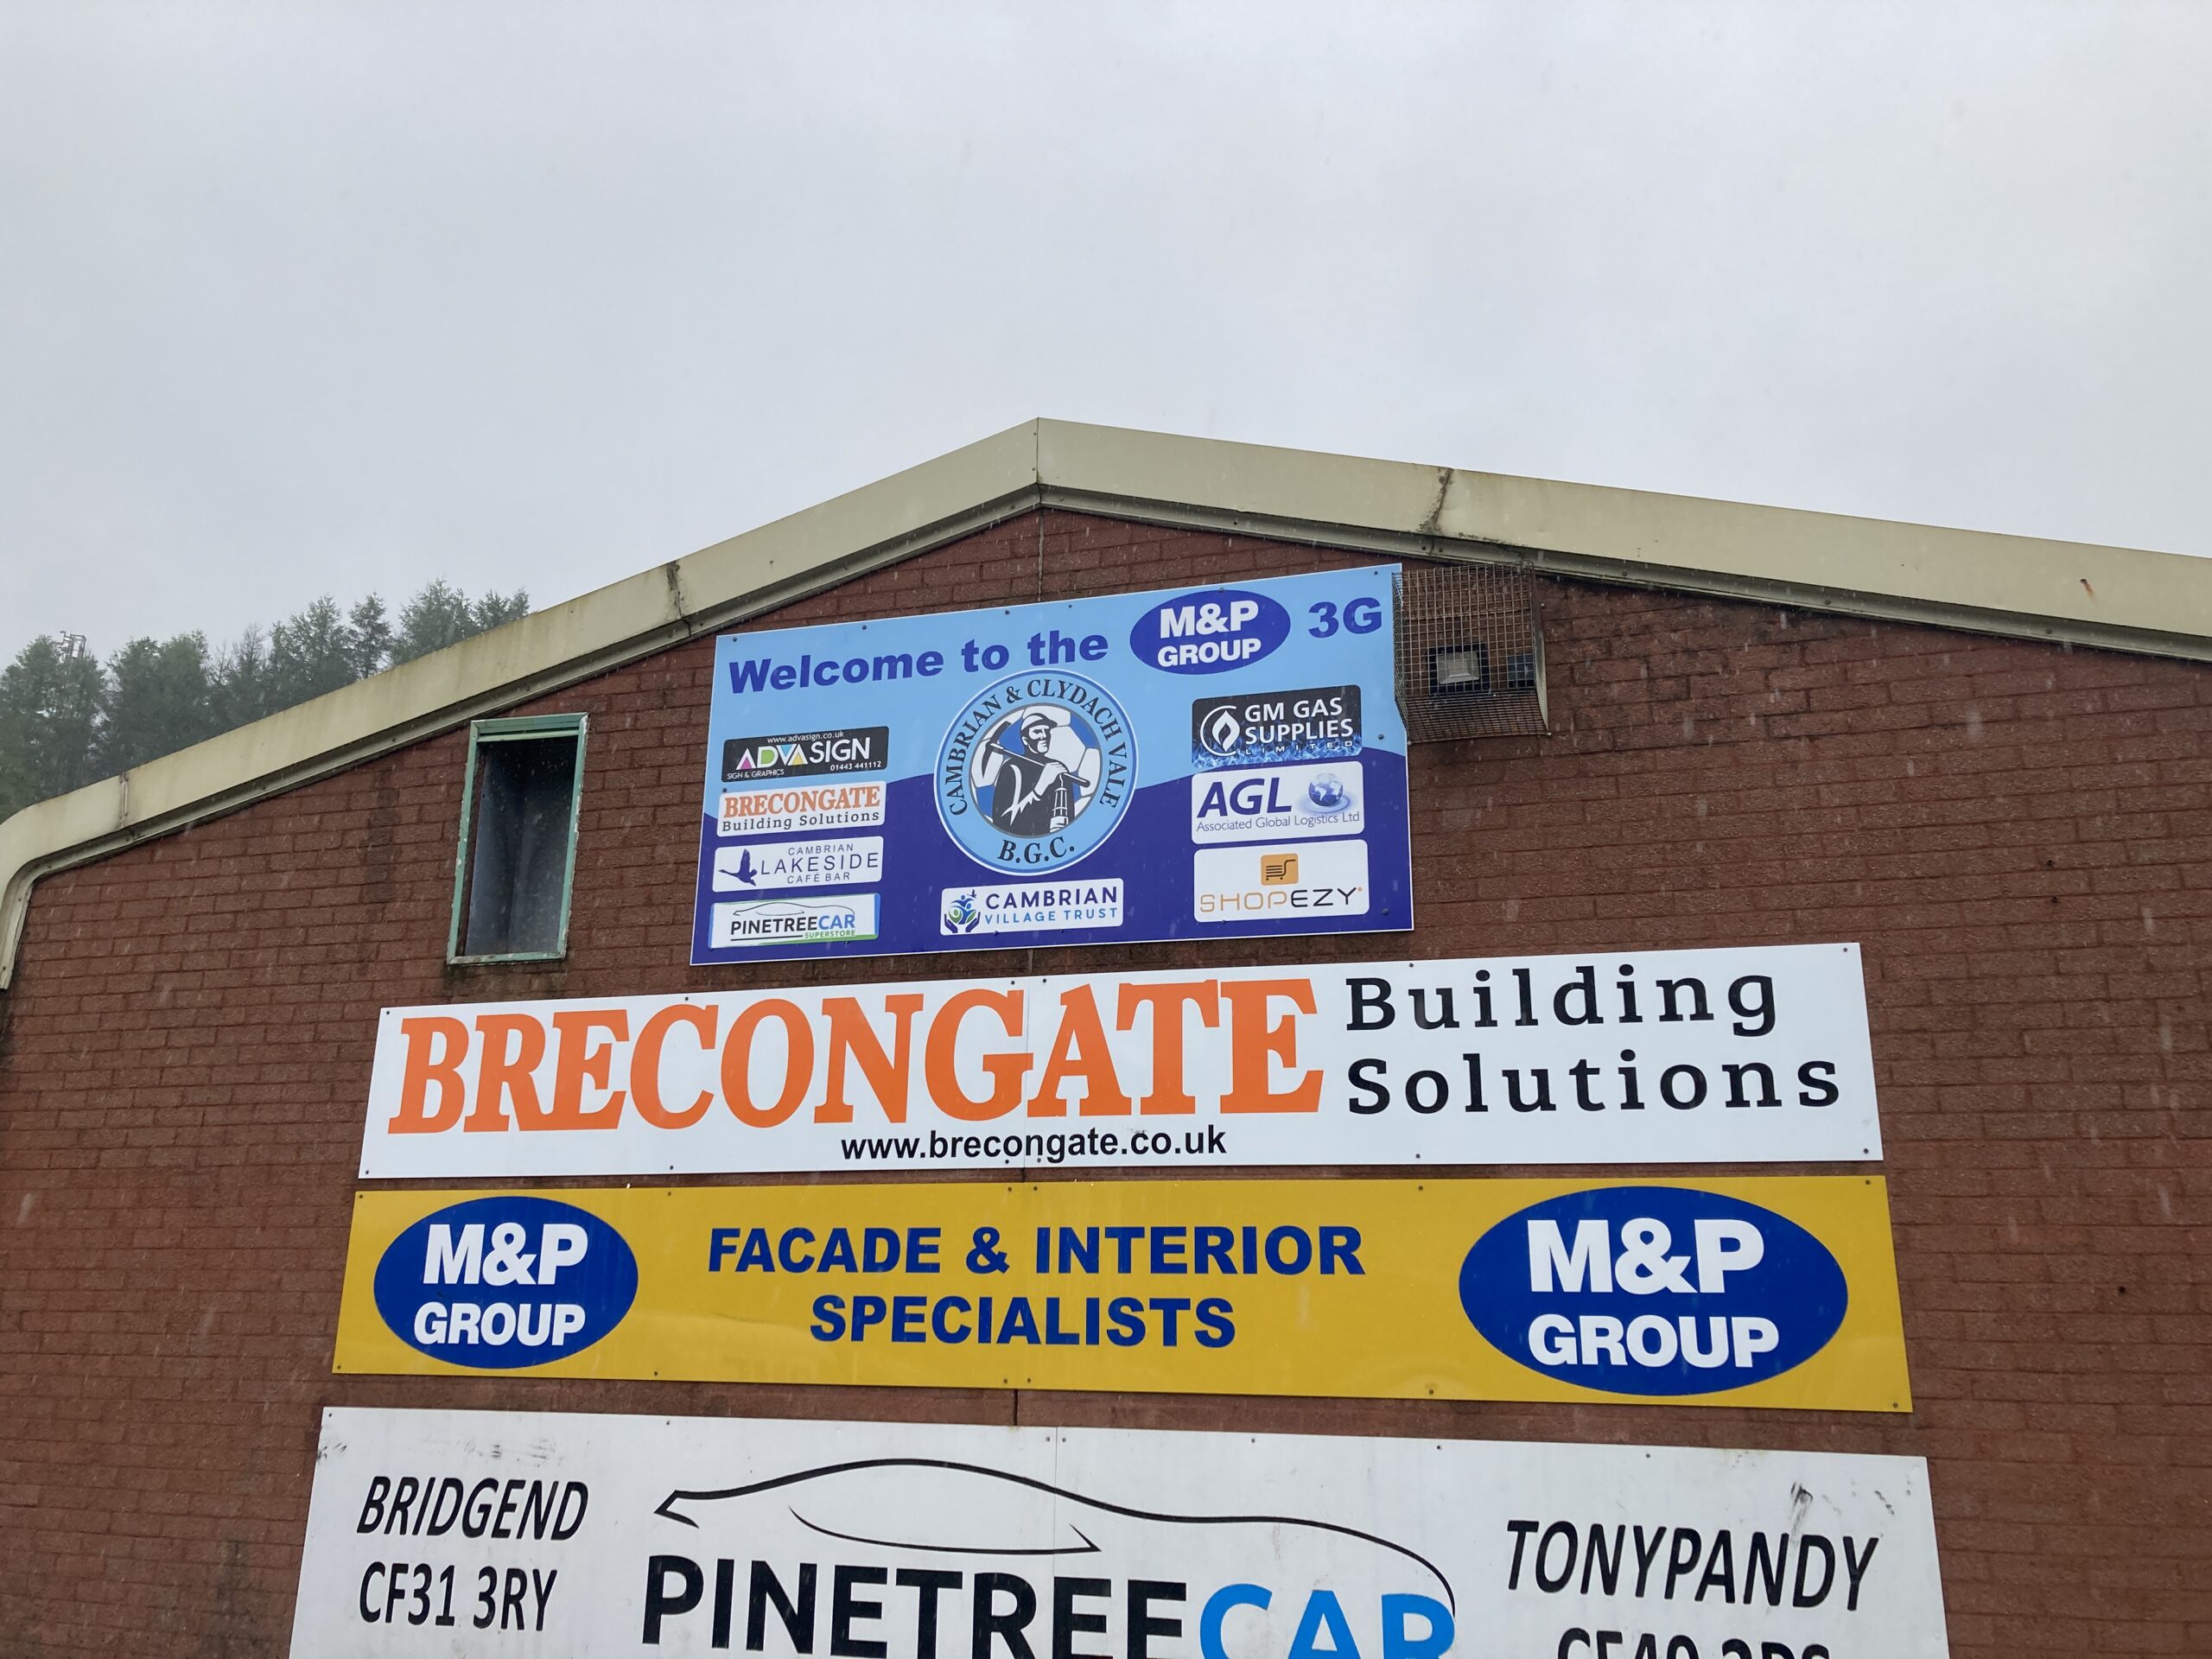 Welcome to the M&P GROUP 3G
www.advasign.co.uk
ADVA SIGN
SIGN & GRAPHICS 01443 441112
BRECONGATE
Building Solutions
CAMBRIAN
LAKESIDE
CAFÉ BAR
PINETREECAR
SUPERSTORE
CAMBRIAN & CLYDACH VALE
B.G.C.
CAMBRIAN
VILLAGE TRUST
GM GAS
SUPPLIES
LIMITED
AGL
Associated Global Logistics Ltd
SHOPEZY
BRECONGATE Building
Solutions
www.brecongate.co.uk
M&P
GROUP
FACADE & INTERIOR
SPECIALISTS
M&P
GROUP
BRIDGEND
CF31 3RY
PINETREECAR
TONYPANDY